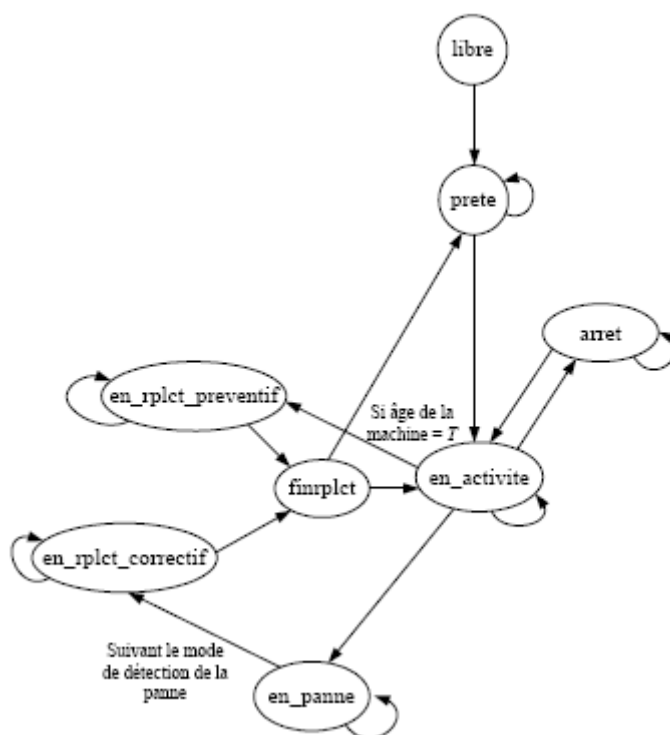 libre
prete
arret
en_rplct_preventif
Si âge de la
machine = T
en_activite
finrplct
en_rplct_correctif
Suivant le mode
de détection de la
panne
en_panne